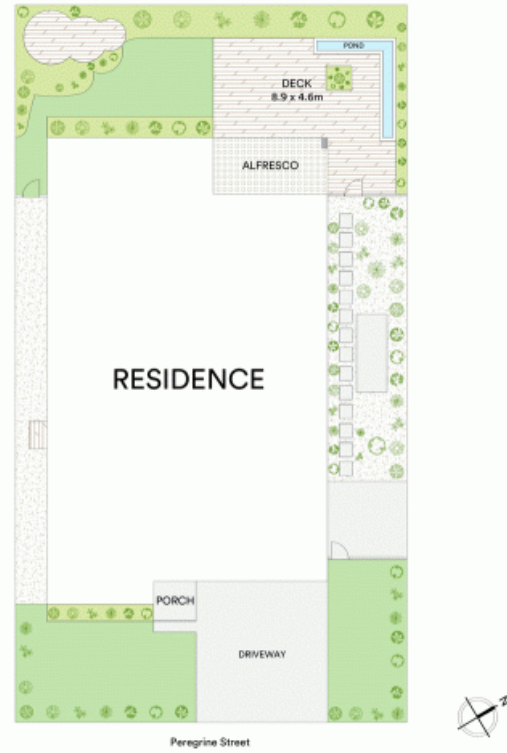 POND
DECK
8.9 x 4.6m
ALFRESCO
RESIDENCE
PORCH
DRIVEWAY
Peregrine Street
Z